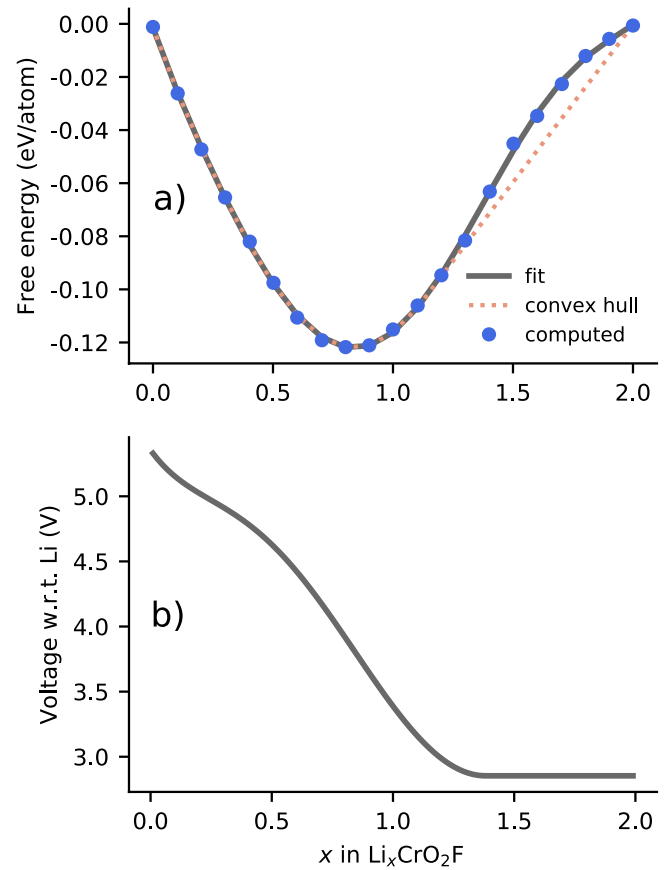 0.00
-0.02
-0.04
-0.06
-0.08
-0.10
-0.12
Free energy (eV/atom)
a)
fit
convex hull
computed
0.0 0.5 1.0 1.5 2.0
5.0
4.5
4.0
3.5
3.0
Voltage w.r.t. Li (V)
b)
0.0 0.5 1.0 1.5 2.0
x in LiₓCrO₂F